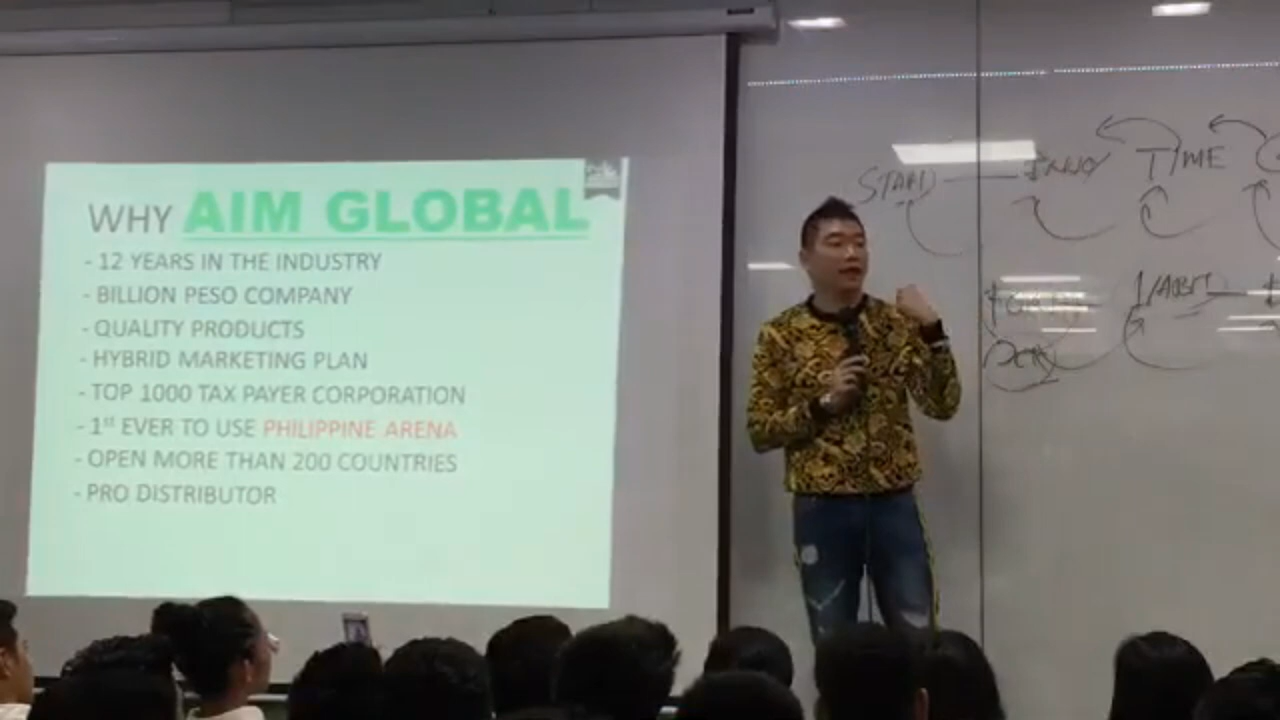 WHY AIM GLOBAL
- 12 YEARS IN THE INDUSTRY
- BILLION PESO COMPANY
- QUALITY PRODUCTS
- HYBRID MARKETING PLAN
- TOP 1000 TAX PAYER CORPORATION
- 1st EVER TO USE PHILIPPINE ARENA
- OPEN MORE THAN 200 COUNTRIES
- PRO DISTRIBUTOR
TIME